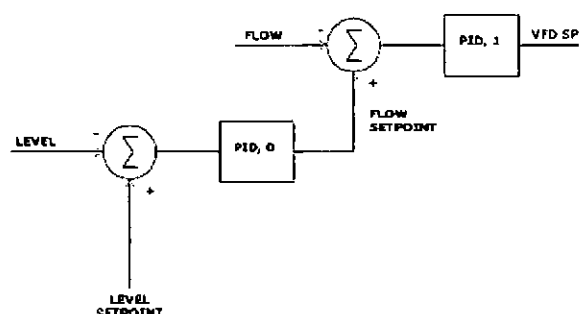 FLOW
-
Σ
+
PID, 1
VFD SP
FLOW
SETPOINT
LEVEL
-
Σ
+
PID, 0
LEVEL
SETPOINT